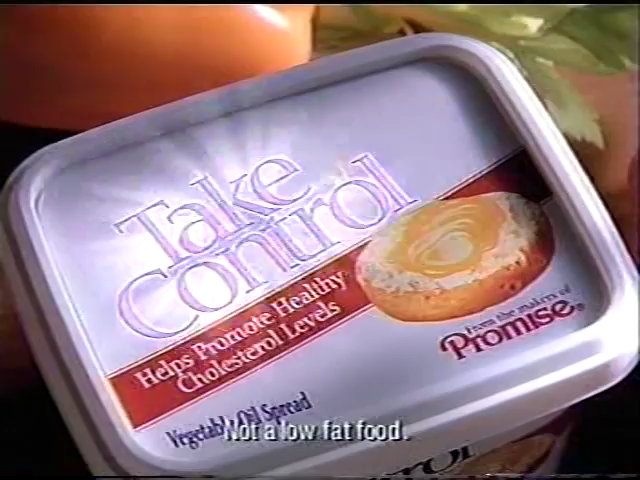 Take
Control
Helps Promote Healthy
Cholesterol Levels
From the makers of
Promise®
Vegetable Oil Spread
Not a low fat food.